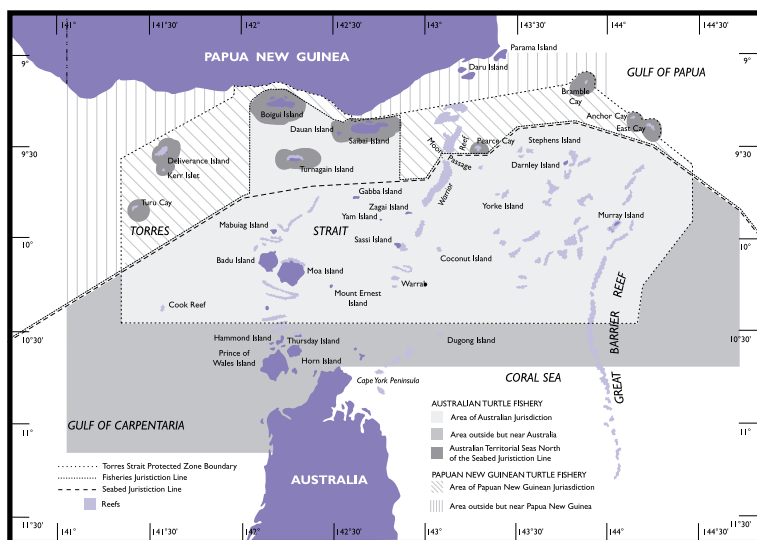 141°
141°30'
142°
142°30'
143°
143°30'
144°
144°30'
9°
9°
PAPUA NEW GUINEA
Parama Island
Daru Island
GULF OF PAPUA
Bramble
Cay
Boigui Island
Dauan Island
Saibai Island
Anchor Cay
East Cay
Moon
Passage
Reef
Pearce Cay
Stephens Island
9°30'
9°30'
Deliverance Island
Kerr Islet
Turnagain Island
Darnley Island
Turu Cay
Gabba Island
Zagai Island
Yam Island
Warrior
Yorke Island
Murray Island
TORRES
STRAIT
Mabuiag Island
Sassi Island
10°
10°
Badu Island
Moa Island
Coconut Island
Mount Ernest
Island
Warral
Cook Reef
10°30'
10°30'
Hammond Island
Thursday Island
Dugong Island
Prince of
Wales Island
Horn Island
Cape York Peninsula
CORAL SEA
GREAT BARRIER REEF
GULF OF CARPENTARIA
11°
11°
AUSTRALIA
AUSTRALIAN TURTLE FISHERY
Area of Australian Jurisdiction
Area outside but near Australia
Australian Territorial Seas North
of the Seabed Juristiction Line
PAPUAN NEW GUINEAN TURTLE FISHERY
Area of Papuan New Guinean Juriasdiction
Area outside but near Papua New Guinea
Torres Strait Protected Zone Boundary
Fisheries Juristiction Line
Seabed Juristiction Line
Reefs
11°30'
11°30'
141°
141°30'
142°
142°30'
143°
143°30'
144°
144°30'